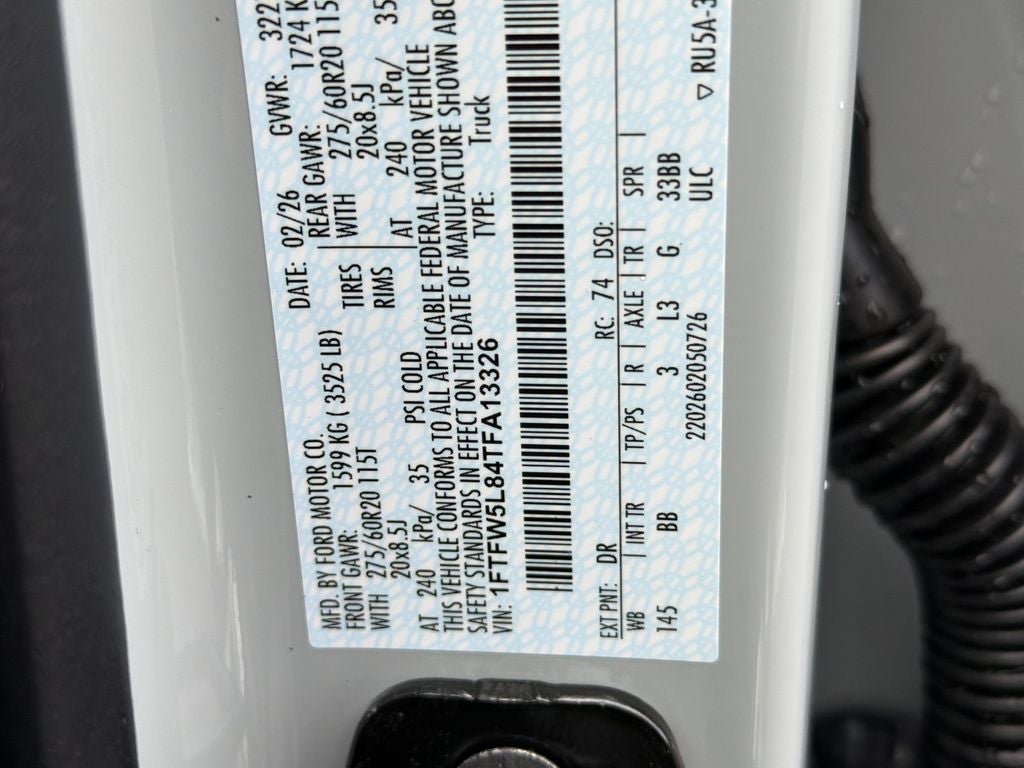 MFD. BY FORD MOTOR CO.
DATE: 02/26 GVWR: 322
FRONT GAWR: 1599 KG ( 3525 LB) REAR GAWR: 1724 K
WITH 275/60R20 115T TIRES WITH 275/60R20 115
20x8.5J RIMS 20x8.5J
AT 240 kPa/ 35 PSI COLD AT 240 kPa/ 35
THIS VEHICLE CONFORMS TO ALL APPLICABLE FEDERAL MOTOR VEHICLE
SAFETY STANDARDS IN EFFECT ON THE DATE OF MANUFACTURE SHOWN ABO
VIN: 1FTFW5L84TFA13326 TYPE: Truck
EXT PNT: DR RC: 74 DSO:
WB | INT TR | TP/PS | R | AXLE | TR | SPR |
145 BB 3 L3 G 33BB
2202602050726 ULC
▽ RU5A-3